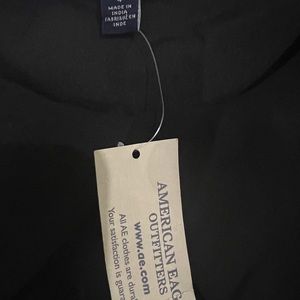 MADE IN
INDIA
FABRIQUÉ EN
INDE
AMERICAN EAG
OUTFITTERS
www.ae.com
All AE clothes are dura
Your satisfaction is guara